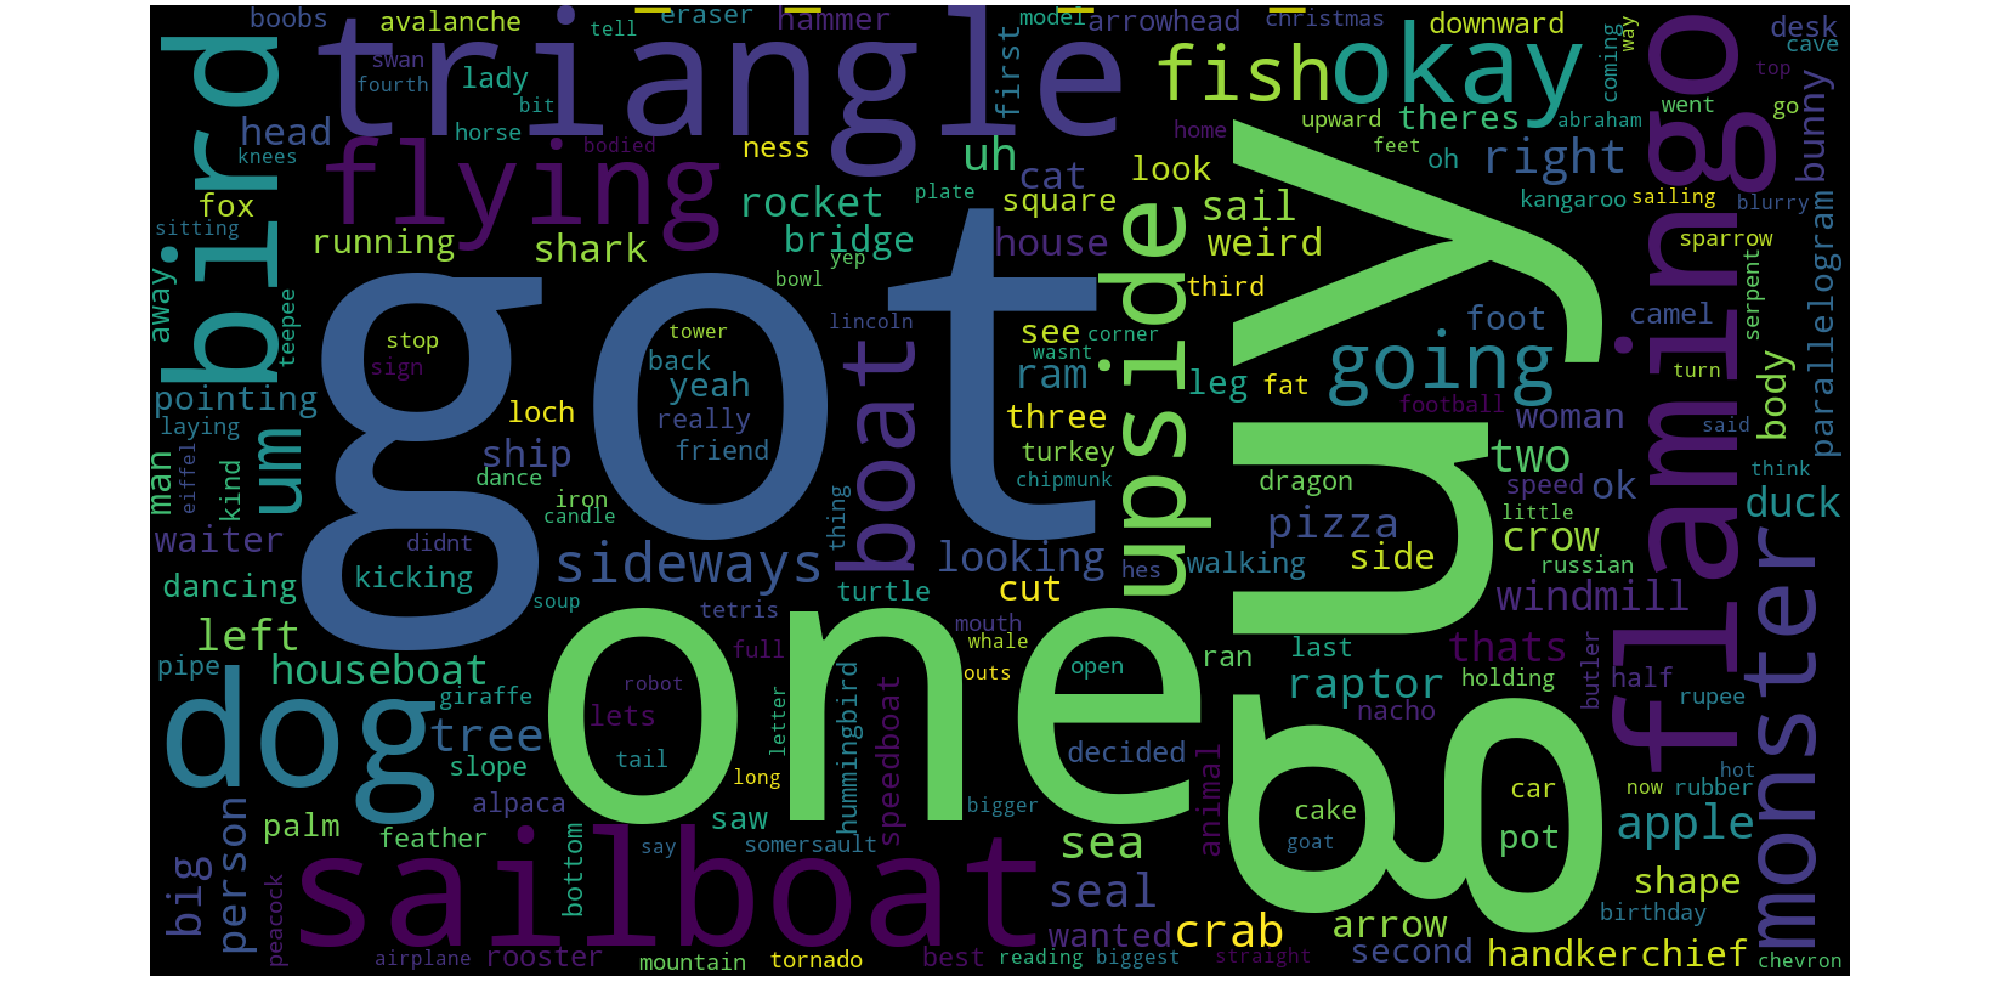 boobs
avalanche
tell
eraser
hammer
model
arrowhead
christmas
downward
way
desk
cave
bird
triangle
swan
fourth
lady
bit
first
fish
okay
coming
flamingo
top
bunny
head
knees
horse
bodied
flying
ness
uh
home
look
upward
theres
abraham
went
go
feet
oh
right
cat
square
plate
rocket
bridge
fox
sitting
running
shark
yep
bowl
house
upside
sail
weird
third
guy
kangaroo
sailing
blurry
sparrow
serpent
parallelogram
away
teepee
got
stop
sign
tower
back
yeah
really
friend
lincoln
boat
see
corner
wasnt
ram
leg
fat
going
foot
camel
turn
body
pointing
laying
um
loch
ship
dance
iron
candle
three
turkey
chipmunk
football
woman
said
two
think
dragon
speed
ok
little
duck
man
eiffel
kind
waiter
didnt
thing
pizza
side
crow
russian
monster
sideways
looking
hes
walking
dancing
kicking
soup
cut
turtle
tetris
windmill
left
one
mouth
whale
outs
open
full
ran
last
thats
butler
half
pipe
houseboat
giraffe
robot
lets
letter
raptor
holding
nacho
rupee
dog
tree
slope
tail
long
hummingbird
speedboat
decided
animal
car
now
rubber
hot
alpaca
bigger
cake
goat
pot
apple
person
palm
feather
bottom
saw
say
somersault
sea
big
peacock
sailboat
seal
shape
birthday
wanted
crab
arrow
airplane
rooster
mountain
tornado
best
reading
biggest
straight
second
handkerchief
chevron